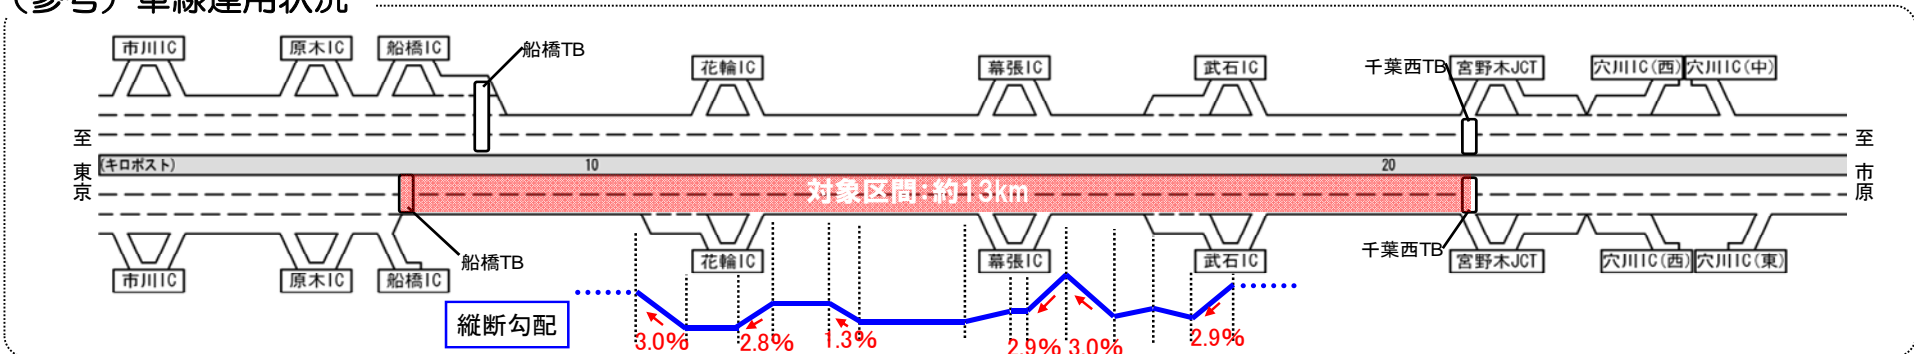 （参考）車線運用状況
市川IC
原木IC
船橋IC
船橋TB
花輪IC
幕張IC
武石IC
千葉西TB
宮野木JCT
穴川IC(西)
穴川IC(中)
至東京
至市原
(キロポスト)
10
20
対象区間：約13km
市川IC
原木IC
船橋IC
船橋TB
花輪IC
幕張IC
武石IC
千葉西TB
宮野木JCT
穴川IC(西)
穴川IC(東)
縦断勾配
3.0%
2.8%
1.3%
2.9%
3.0%
2.9%